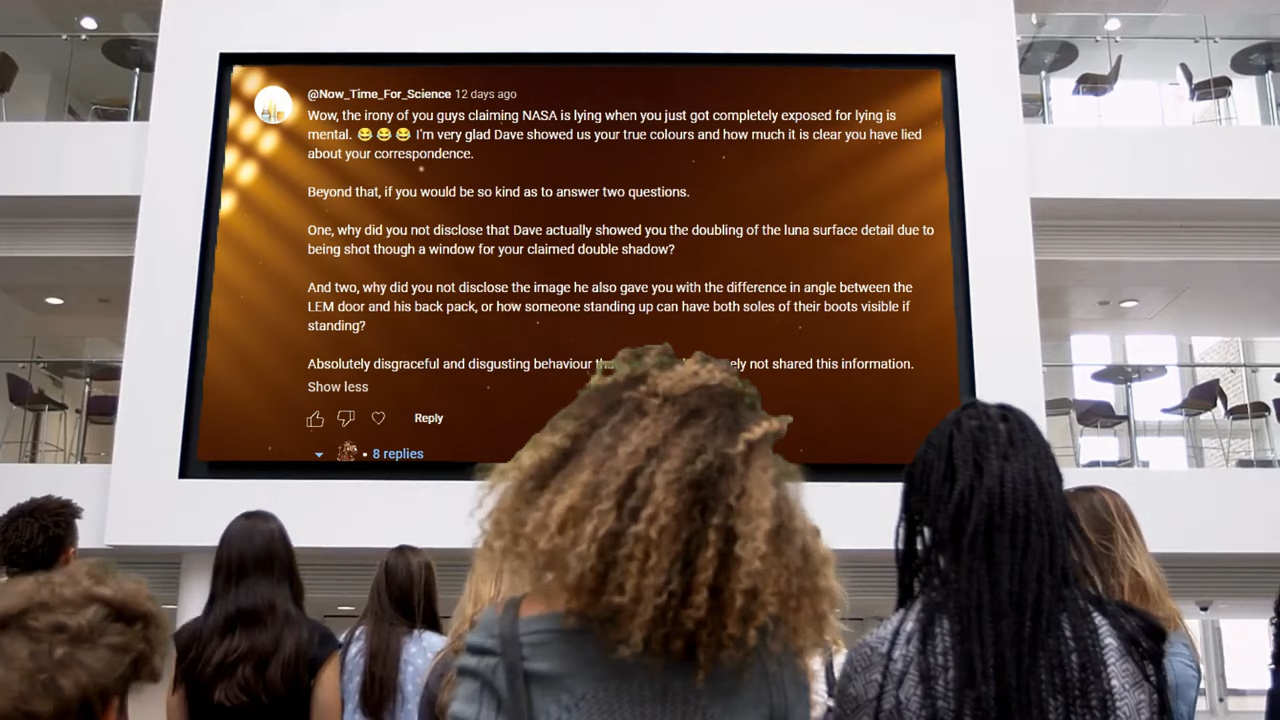 @Now_Time_For_Science 12 days ago
Wow, the irony of you guys claiming NASA is lying when you just got completely exposed for lying is
mental. 😂 😂 😂 I'm very glad Dave showed us your true colours and how much it is clear you have lied
about your correspondence.
Beyond that, if you would be so kind as to answer two questions.
One, why did you not disclose that Dave actually showed you the doubling of the luna surface detail due to
being shot though a window for your claimed double shadow?
And two, why did you not disclose the image he also gave you with the difference in angle between the
LEM door and his back pack, or how someone standing up can have both soles of their boots visible if
standing?
Absolutely disgraceful and disgusting behaviour not shared this information.
Show less
Reply
• 8 replies